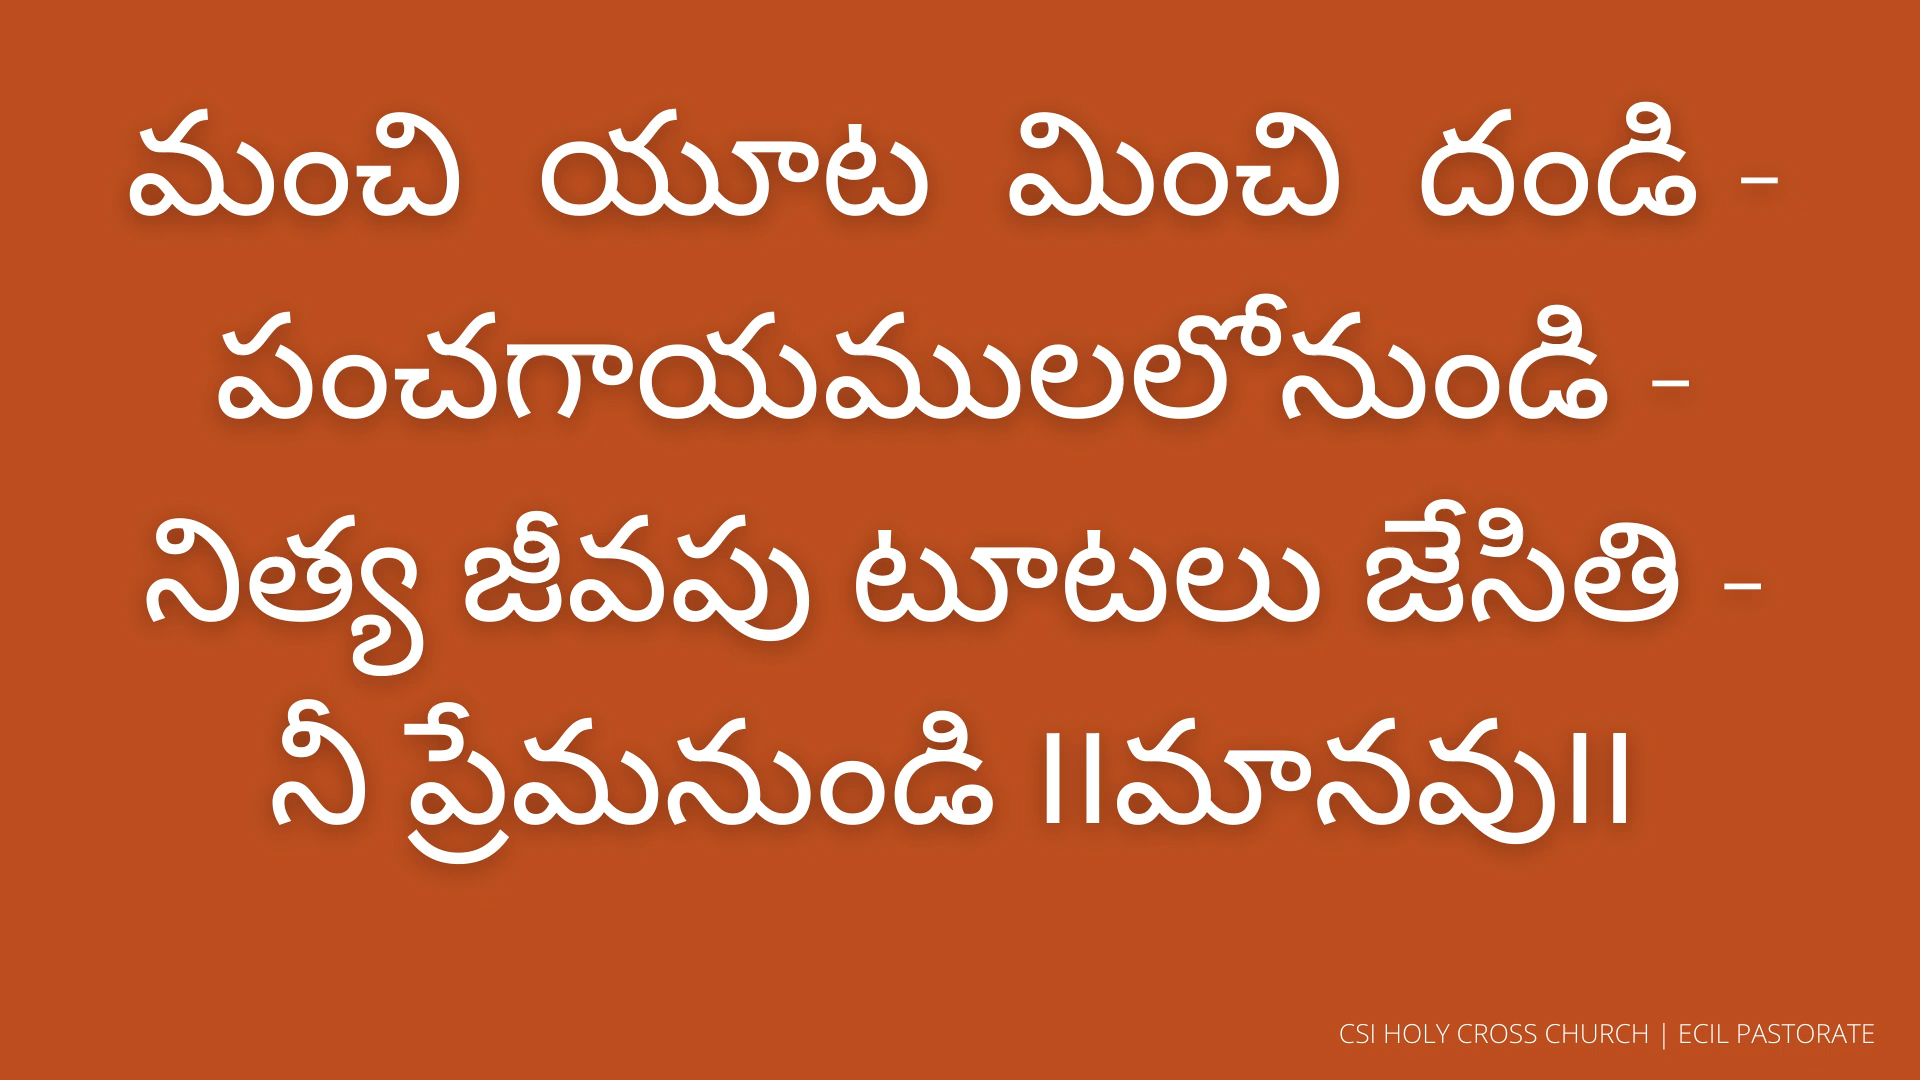 మంచి యూట మించి దండి -
పంచగాయములలోనుండి -
నిత్య జీవపు టూటలు జేసితి -
నీ ప్రేమనుండి ||మానవు||
CSI HOLY CROSS CHURCH | ECIL PASTORATE